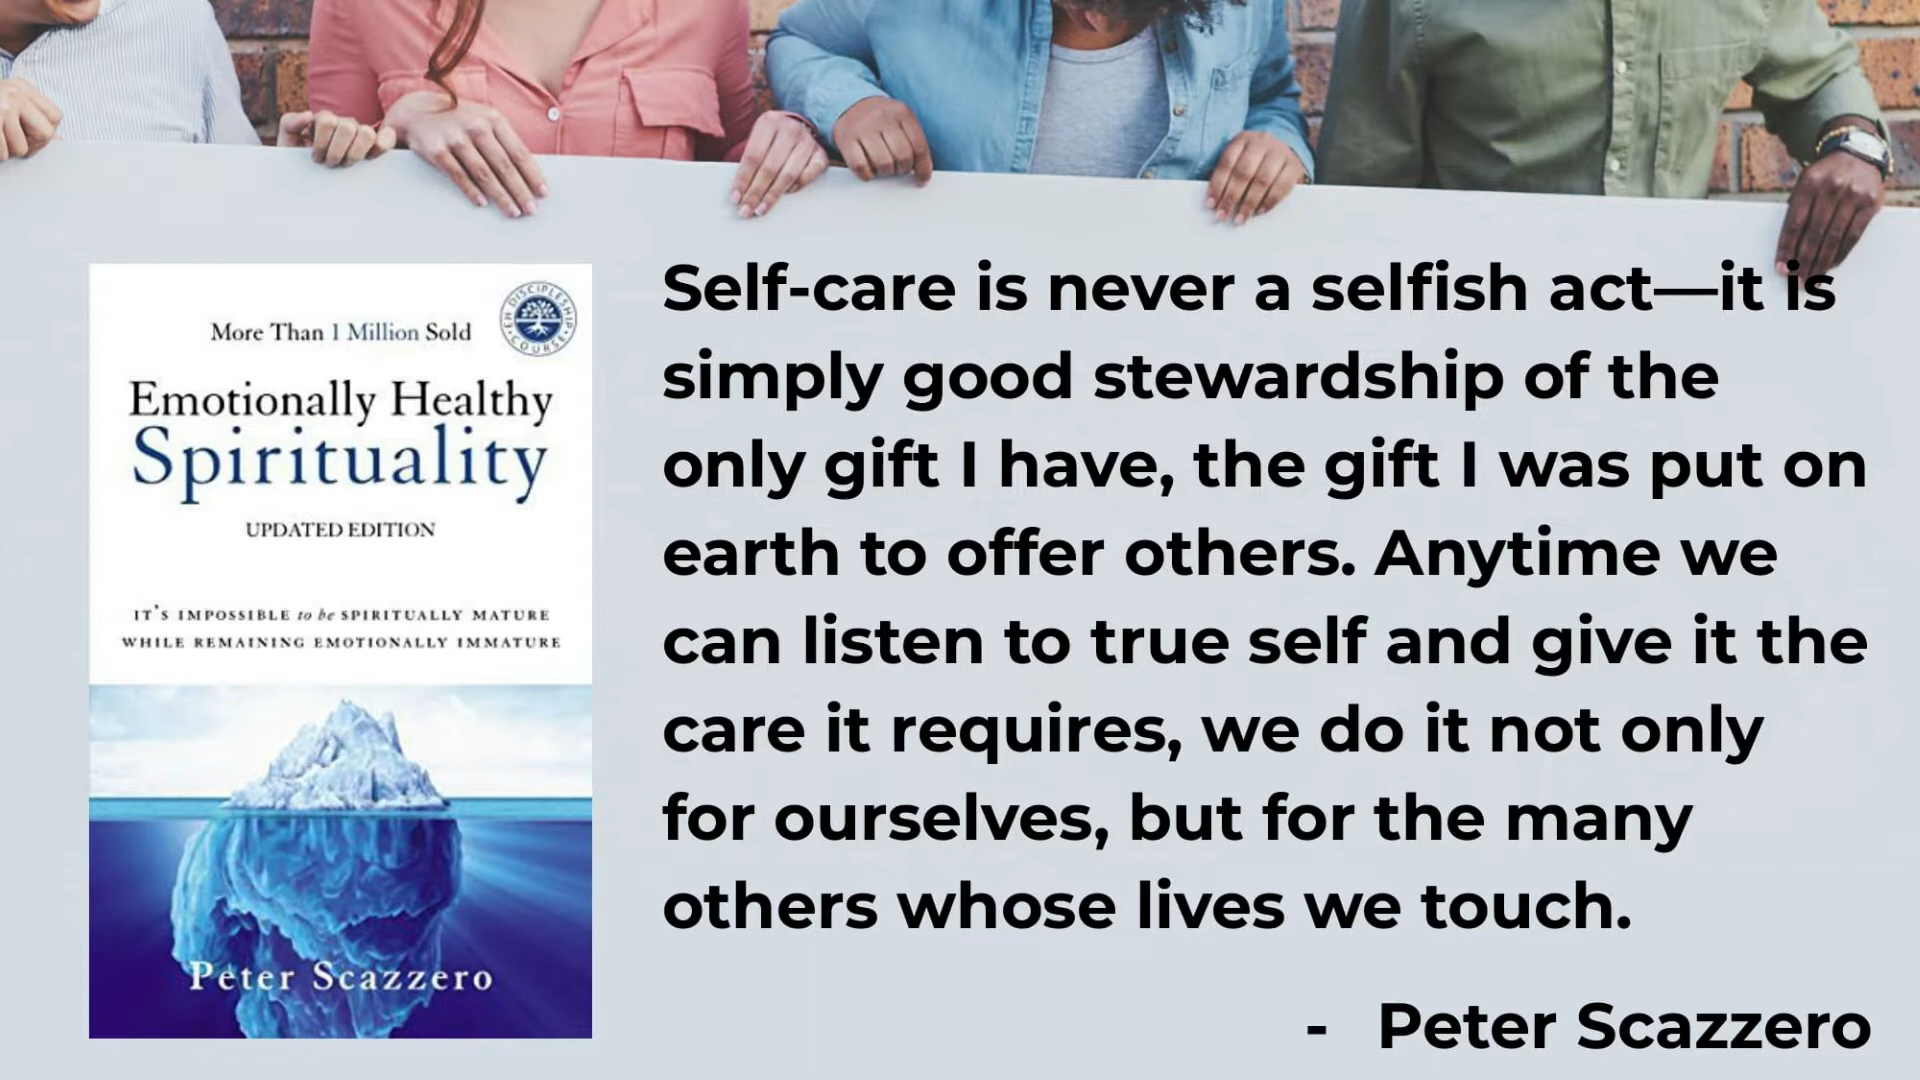 More Than 1 Million Sold
EH DISCIPLESHIP COURSE
Emotionally Healthy
Spirituality
UPDATED EDITION
IT'S IMPOSSIBLE to be SPIRITUALLY MATURE
WHILE REMAINING EMOTIONALLY IMMATURE
Peter Scazzero
Self-care is never a selfish act—it is
simply good stewardship of the
only gift I have, the gift I was put on
earth to offer others. Anytime we
can listen to true self and give it the
care it requires, we do it not only
for ourselves, but for the many
others whose lives we touch.
- Peter Scazzero